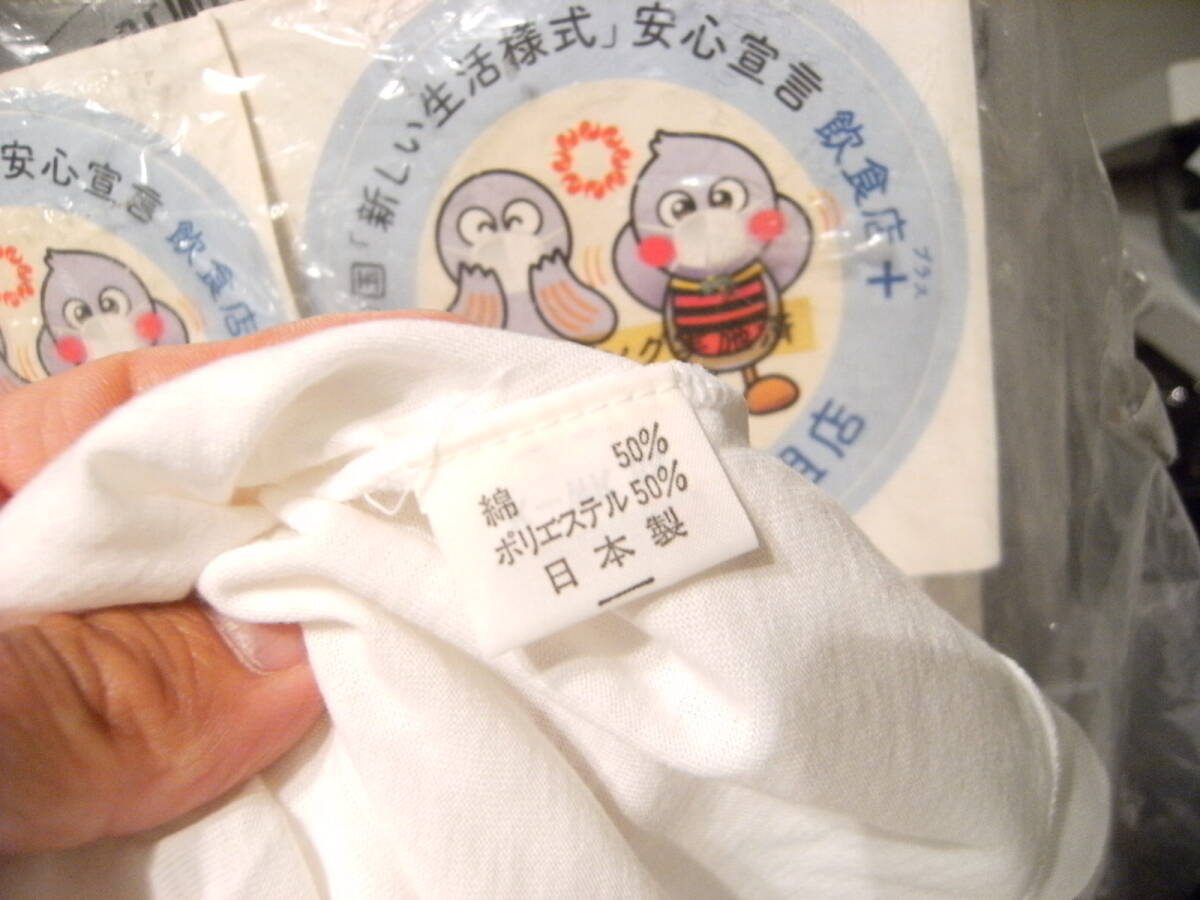 国「新しい生活様式」安心宣言 飲食店＋
プラス
安心宣言 飲食店
綿 50%
ポリエステル 50%
日本製